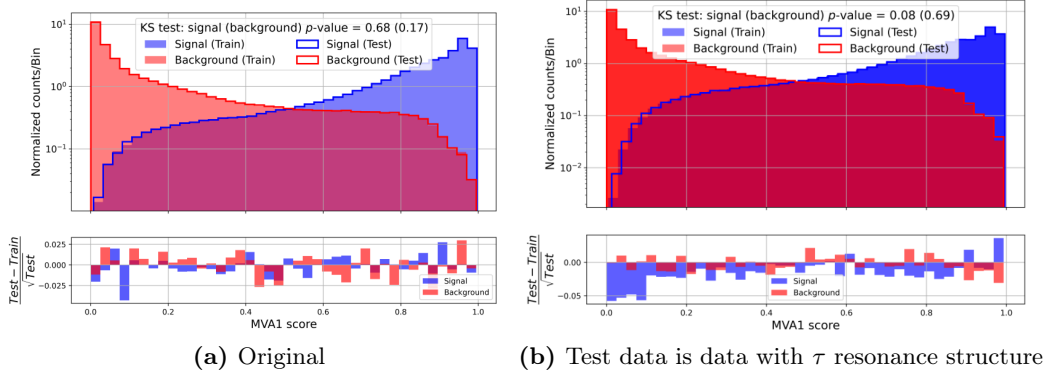 KS test: signal (background) p-value = 0.68 (0.17)
Signal (Train)
Signal (Test)
Background (Train)
Background (Test)
Normalized counts/Bin
10¹
10⁰
10⁻¹
0.025
0.000
−0.025
Test − Train
√Test
Signal
Background
0.0 0.2 0.4 0.6 0.8 1.0
MVA1 score
(a) Original
KS test: signal (background) p-value = 0.08 (0.69)
Signal (Train)
Signal (Test)
Background (Train)
Background (Test)
Normalized counts/Bin
10¹
10⁰
10⁻¹
10⁻²
0.00
−0.05
Test − Train
√Test
Signal
Background
0.0 0.2 0.4 0.6 0.8 1.0
MVA1 score
(b) Test data is data with τ resonance structure